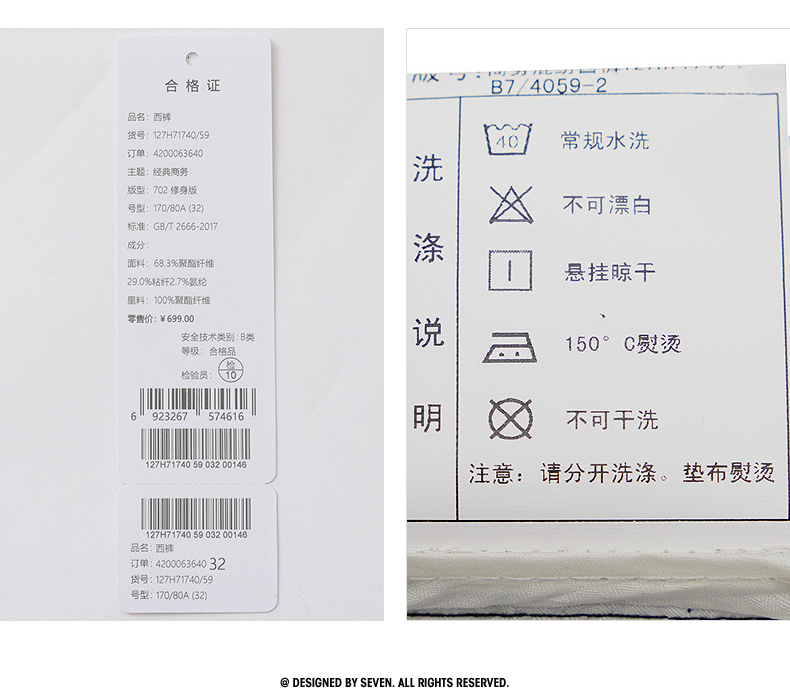 合格证
品名：西裤
货号：127H71740/59
订单：4200063640
主题：经典商务
版型：702 修身版
号型：170/80A (32)
标准：GB/T 2666-2017
成分：
面料：68.3%聚酯纤维
29.0%粘纤2.7%氨纶
里料：100%聚酯纤维
零售价：¥699.00
安全技术类别：B类
等级：合格品
检验员：检10
6 923267 574616
127H71740 59 032 00146
127H71740 59 032 00146
品名：西裤
订单：4200063640 32
货号：127H71740/59
号型：170/80A (32)
B7/4059-2
洗涤说明
40 常规水洗
不可漂白
悬挂晾干
150°C熨烫
不可干洗
注意：请分开洗涤。垫布熨烫
@ DESIGNED BY SEVEN. ALL RIGHTS RESERVED.